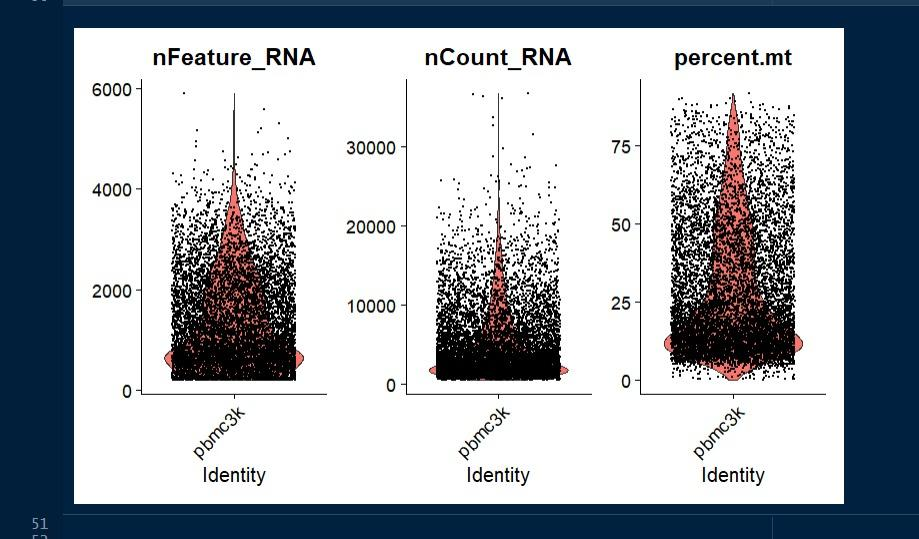 nFeature_RNA
6000
4000
2000
0
pbmc3k
Identity
nCount_RNA
30000
20000
10000
0
pbmc3k
Identity
percent.mt
75
50
25
0
pbmc3k
Identity
51